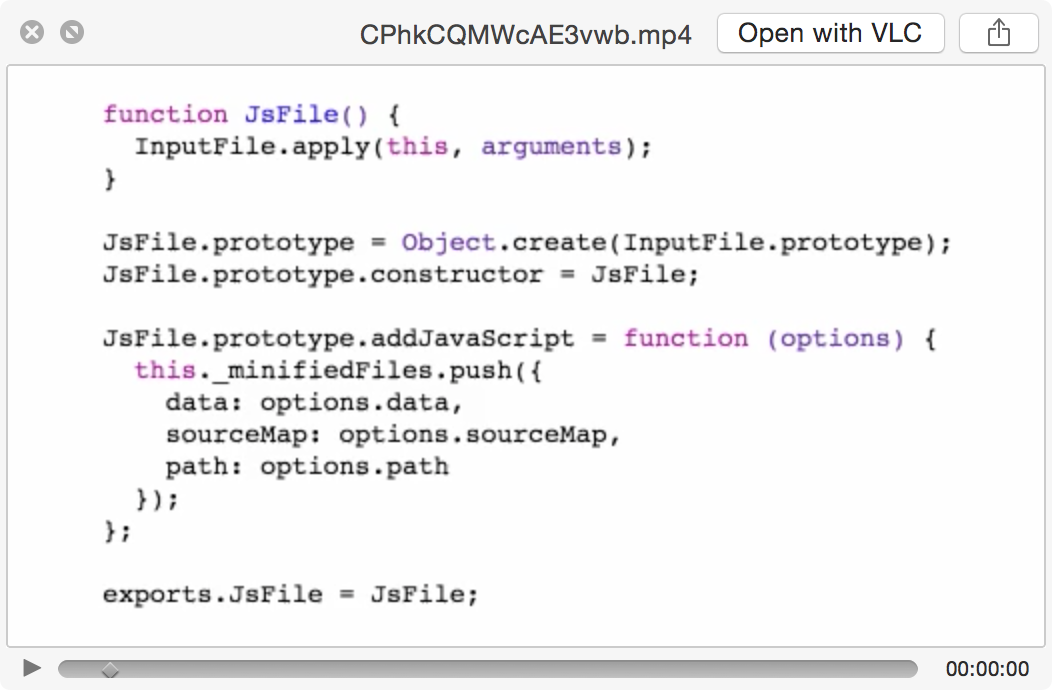 CPhkCQMWcAE3vwb.mp4
Open with VLC
function JsFile() {
  InputFile.apply(this, arguments);
}
JsFile.prototype = Object.create(InputFile.prototype);
JsFile.prototype.constructor = JsFile;
JsFile.prototype.addJavaScript = function (options) {
  this._minifiedFiles.push({
    data: options.data,
    sourceMap: options.sourceMap,
    path: options.path
  });
};
exports.JsFile = JsFile;
00:00:00